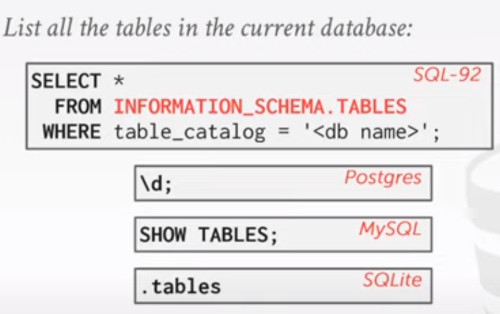 List all the tables in the current database:
SELECT * SQL-92
FROM INFORMATION_SCHEMA.TABLES
WHERE table_catalog = '<db name>';
\d; Postgres
SHOW TABLES; MySQL
.tables SQLite